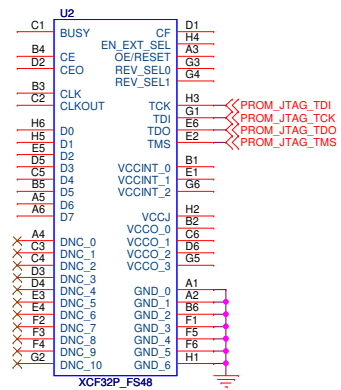 U2
C1 BUSY CF D1
EN_EXT_SEL H4
B4 CE OE/RESET A3
D2 CEO REV_SEL0 G3
REV_SEL1 G4
B3 CLK
C2 CLKOUT TCK H3 PROM_JTAG_TDI
TDI G1 PROM_JTAG_TCK
H6 D0 TDO E6 PROM_JTAG_TDO
H5 D1 TMS E2 PROM_JTAG_TMS
E5 D2
D5 D3 VCCINT_0 B1
C5 D4 VCCINT_1 E1
B5 D5 VCCINT_2 G6
A5 D6
A6 D7 VCCJ H2
VCCO_0 B2
A4 DNC_0 VCCO_1 C6
C3 DNC_1 VCCO_2 D6
C4 DNC_2 VCCO_3 G5
D3 DNC_3
D4 DNC_4 GND_0 A1
E3 DNC_5 GND_1 A2
E4 DNC_6 GND_2 B6
F2 DNC_7 GND_3 F1
F3 DNC_8 GND_4 F5
F4 DNC_9 GND_5 F6
G2 DNC_10 GND_6 H1
XCF32P_FS48